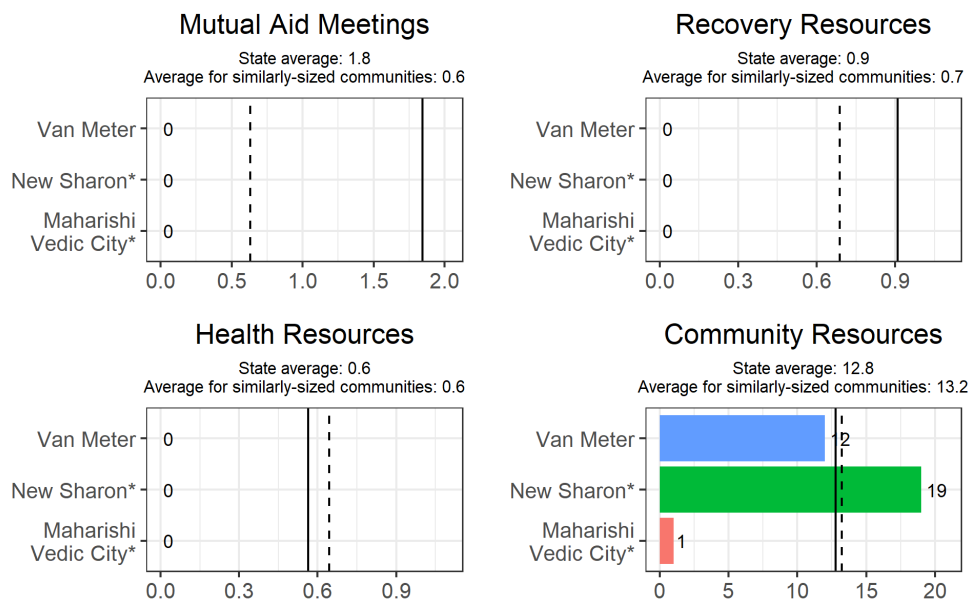 Mutual Aid Meetings
State average: 1.8
Average for similarly-sized communities: 0.6
Van Meter
0
New Sharon*
0
Maharishi
Vedic City*
0
0.0 0.5 1.0 1.5 2.0
Recovery Resources
State average: 0.9
Average for similarly-sized communities: 0.7
Van Meter
0
New Sharon*
0
Maharishi
Vedic City*
0
0.0 0.3 0.6 0.9
Health Resources
State average: 0.6
Average for similarly-sized communities: 0.6
Van Meter
0
New Sharon*
0
Maharishi
Vedic City*
0
0.0 0.3 0.6 0.9
Community Resources
State average: 12.8
Average for similarly-sized communities: 13.2
Van Meter
12
New Sharon*
19
Maharishi
Vedic City*
1
0 5 10 15 20